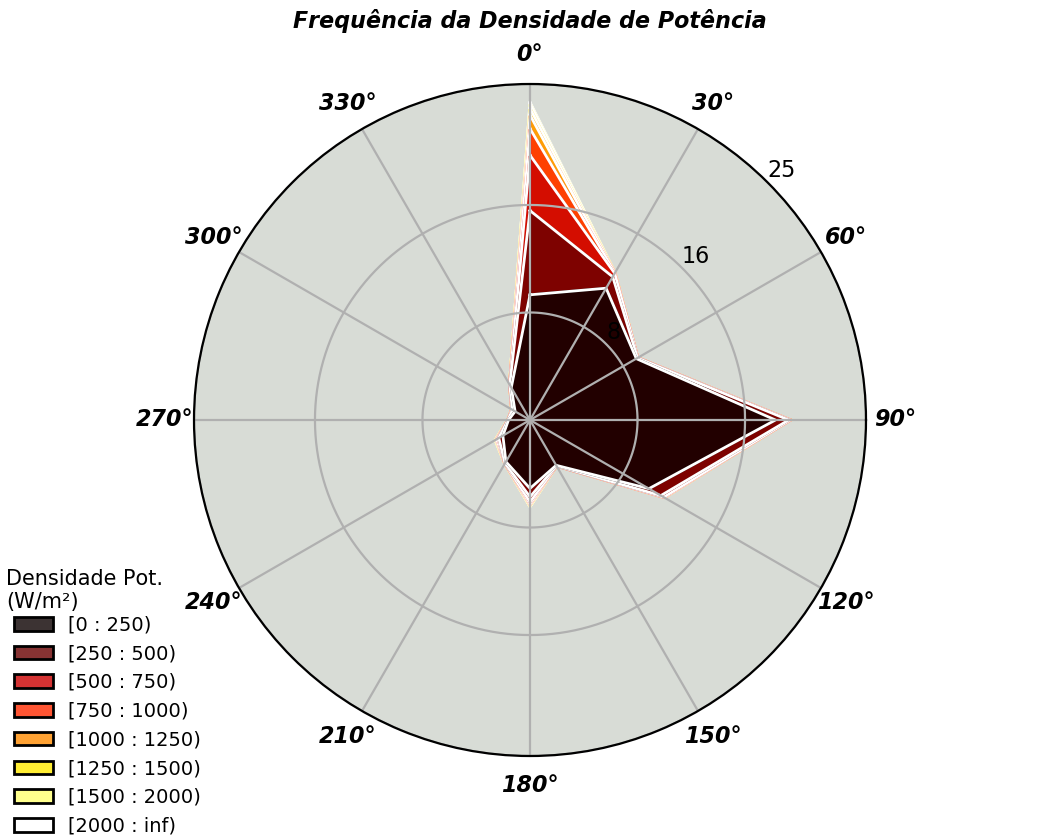 Frequência da Densidade de Potência
0°
330°
30°
25
300°
60°
16
8
270°
90°
240°
120°
210°
150°
180°
Densidade Pot.
(W/m²)
[0 : 250)
[250 : 500)
[500 : 750)
[750 : 1000)
[1000 : 1250)
[1250 : 1500)
[1500 : 2000)
[2000 : inf)